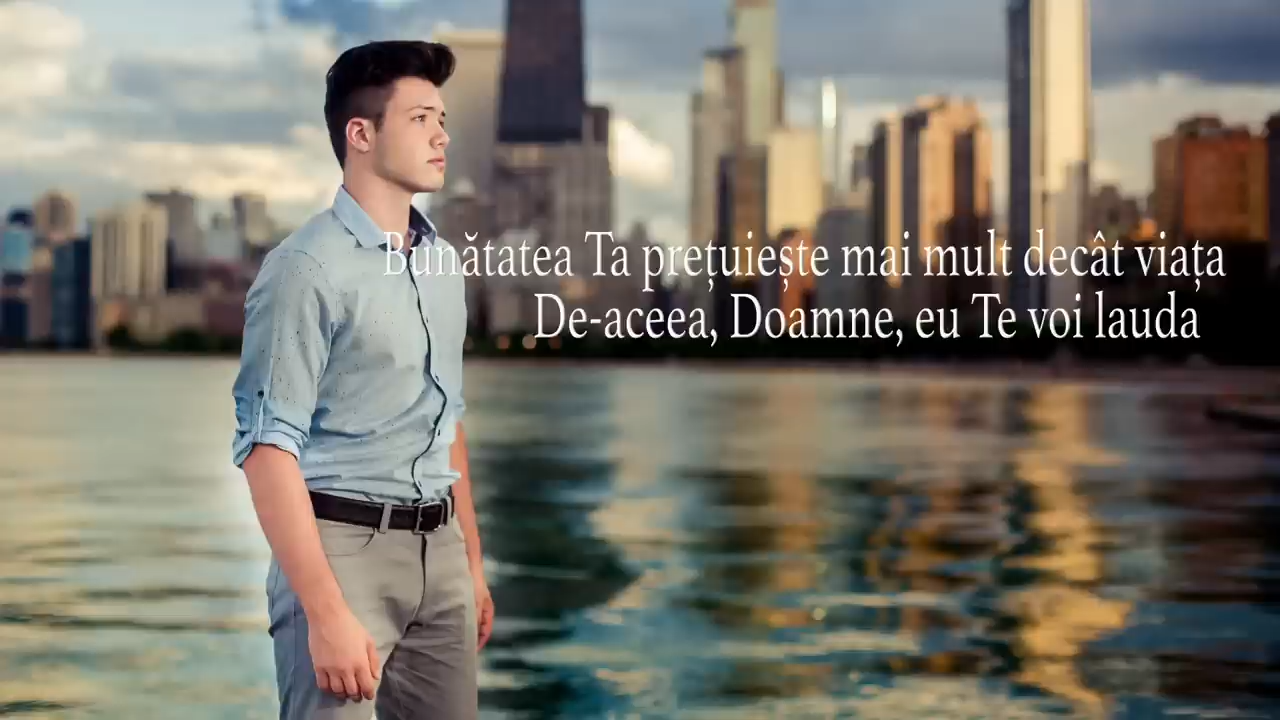 Bunătatea Ta prețuiește mai mult decât viața
De-aceea, Doamne, eu Te voi lauda